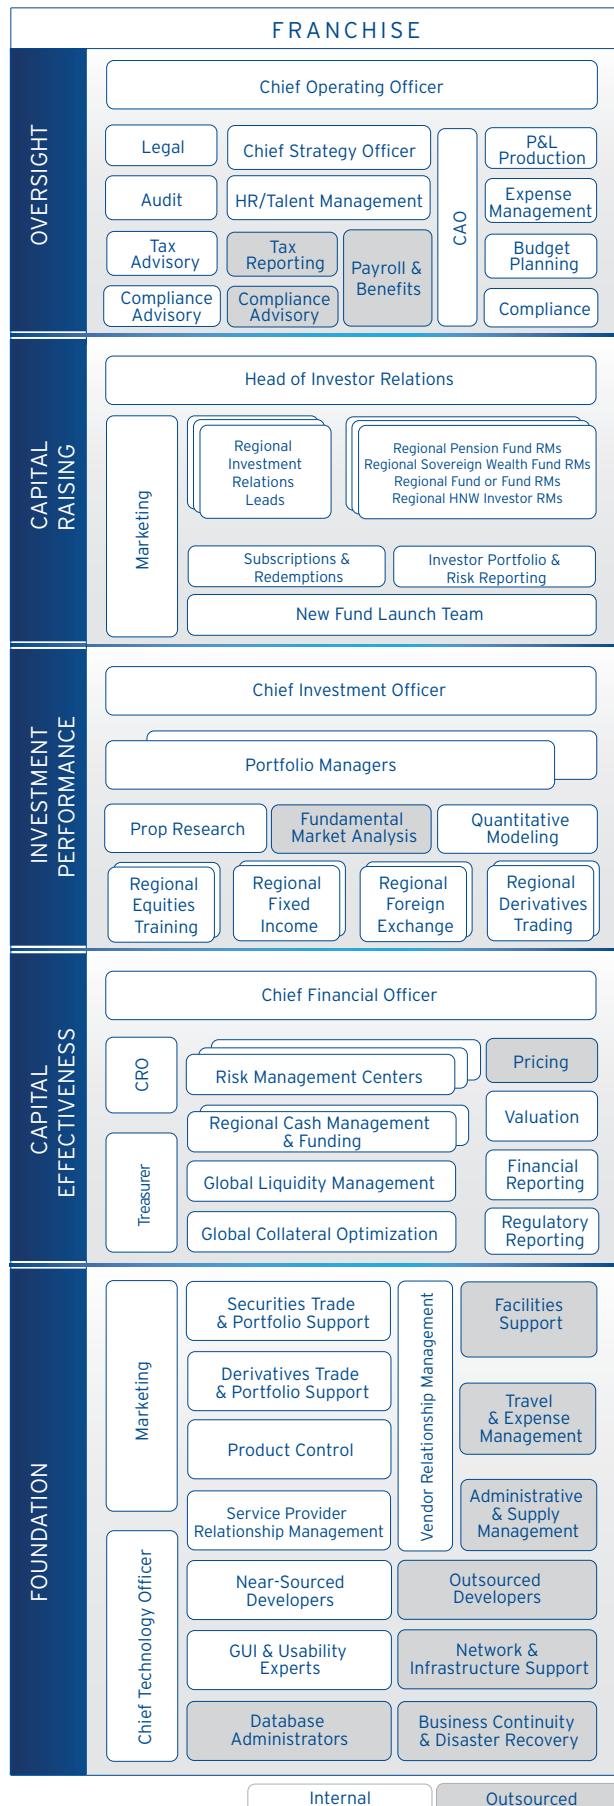 FRANCHISE
OVERSIGHT
Chief Operating Officer
Legal
Chief Strategy Officer
CAO
P&L
Production
Audit
HR/Talent Management
Expense
Management
Tax
Advisory
Tax
Reporting
Payroll &
Benefits
Budget
Planning
Compliance
Advisory
Compliance
Advisory
Compliance
CAPITAL
RAISING
Head of Investor Relations
Marketing
Regional
Investment
Relations
Leads
Regional Pension Fund RMs
Regional Sovereign Wealth Fund RMs
Regional Fund or Fund RMs
Regional HNW Investor RMs
Subscriptions &
Redemptions
Investor Portfolio &
Risk Reporting
New Fund Launch Team
INVESTMENT
PERFORMANCE
Chief Investment Officer
Portfolio Managers
Prop Research
Fundamental
Market Analysis
Quantitative
Modeling
Regional
Equities
Training
Regional
Fixed
Income
Regional
Foreign
Exchange
Regional
Derivatives
Trading
CAPITAL
EFFECTIVENESS
Chief Financial Officer
CRO
Risk Management Centers
Pricing
Regional Cash Management
& Funding
Valuation
Treasurer
Global Liquidity Management
Financial
Reporting
Global Collateral Optimization
Regulatory
Reporting
FOUNDATION
Marketing
Securities Trade
& Portfolio Support
Vendor Relationship Management
Facilities
Support
Derivatives Trade
& Portfolio Support
Travel
& Expense
Management
Product Control
Service Provider
Relationship Management
Administrative
& Supply
Management
Chief Technology Officer
Near-Sourced
Developers
Outsourced
Developers
GUI & Usability
Experts
Network &
Infrastructure Support
Database
Administrators
Business Continuity
& Disaster Recovery
Internal
Outsourced